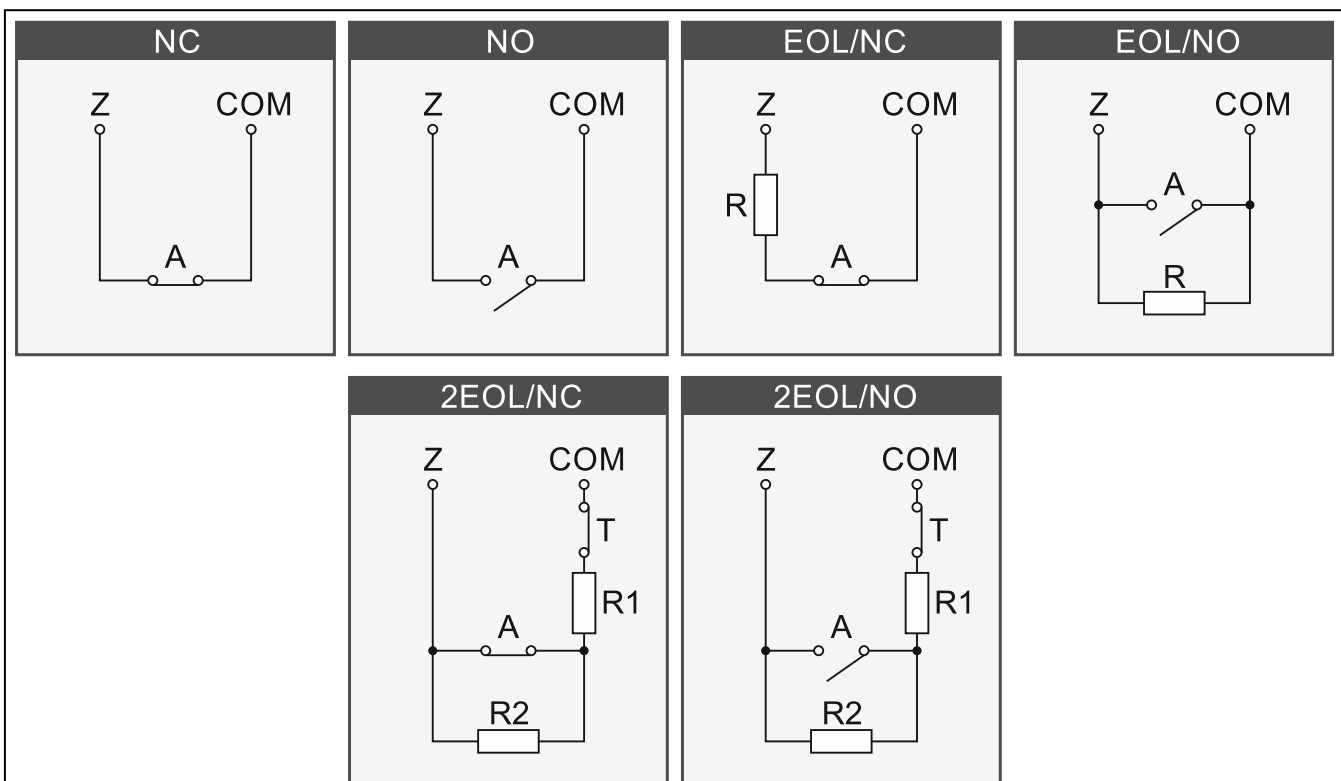 NC
NO
EOL/NC
EOL/NO
Z COM
Z COM
Z COM
Z COM
A
A
R
A
A
R
2EOL/NC
2EOL/NO
Z COM
Z COM
T
T
R1
R1
A
A
R2
R2